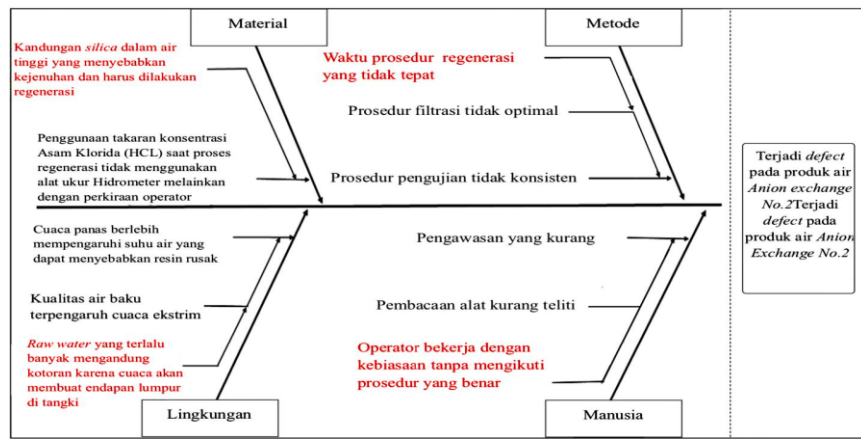 Material
Kandungan silica dalam air
tinggi yang menyebabkan
kejenuhan dan harus dilakukan
regenerasi
Penggunaan takaran konsentrasi
Asam Klorida (HCL) saat proses
regenerasi tidak menggunakan
alat ukur Hidrometer melainkan
dengan perkiraan operator
Metode
Waktu prosedur regenerasi
yang tidak tepat
Prosedur filtrasi tidak optimal
Prosedur pengujian tidak konsisten
Terjadi defect
pada produk air
Anion exchange
No.2Terjadi
defect pada
produk air Anion
Exchange No.2
Cuaca panas berlebih
mempengaruhi suhu air yang
dapat menyebabkan resin rusak
Kualitas air baku
terpengaruh cuaca ekstrim
Raw water yang terlalu
banyak mengandung
kotoran karena cuaca akan
membuat endapan lumpur
di tangki
Lingkungan
Pengawasan yang kurang
Pembacaan alat kurang teliti
Operator bekerja dengan
kebiasaan tanpa mengikuti
prosedur yang benar
Manusia